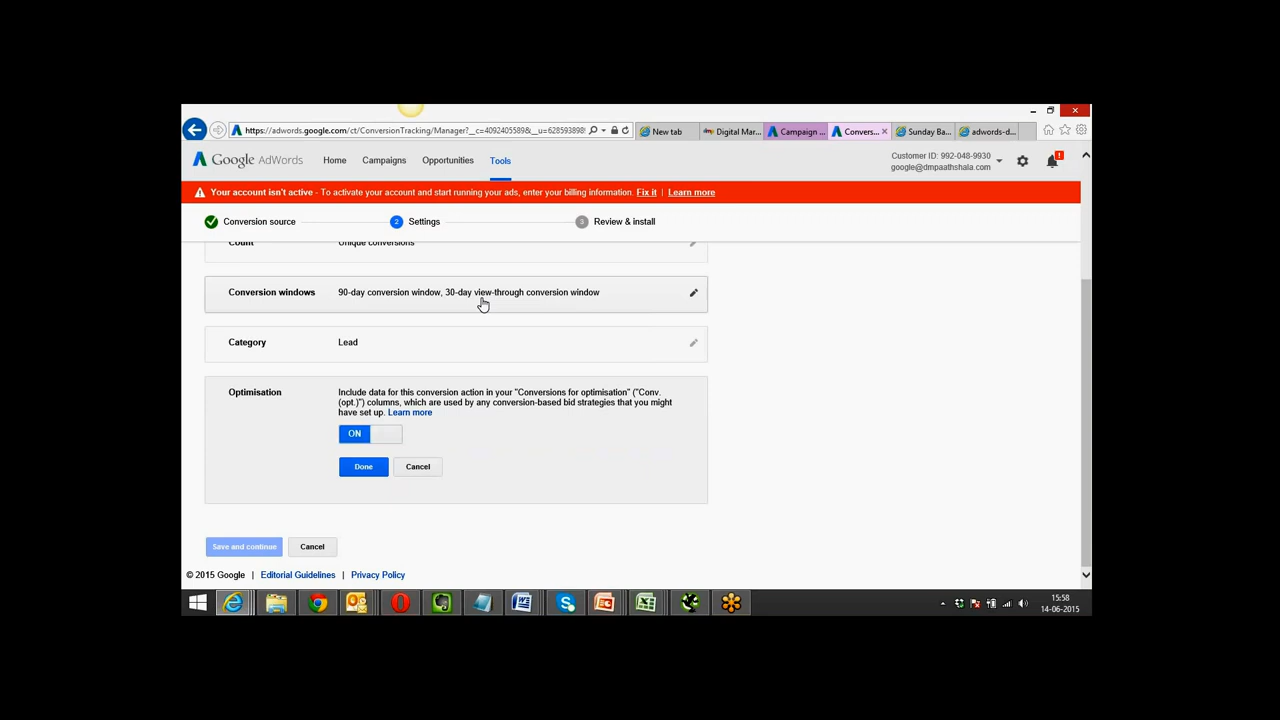 https://adwords.google.com/ct/ConversionTracking/Manager?__c=4092405589&__u=628593898
New tab
Digital Mar...
Campaign ...
Convers...
Sunday Ba...
adwords-d...
Google AdWords
Home
Campaigns
Opportunities
Tools
Customer ID: 992-048-9930
google@dmpaathshala.com
Your account isn't active - To activate your account and start running your ads, enter your billing information. Fix it | Learn more
Conversion source
2 Settings
3 Review & install
Count
Unique conversions
Conversion windows
90-day conversion window, 30-day view-through conversion window
Category
Lead
Optimisation
Include data for this conversion action in your "Conversions for optimisation" ("Conv.
(opt.)") columns, which are used by any conversion-based bid strategies that you might
have set up. Learn more
ON
Done
Cancel
Save and continue
Cancel
© 2015 Google | Editorial Guidelines | Privacy Policy
15:58
14-06-2015